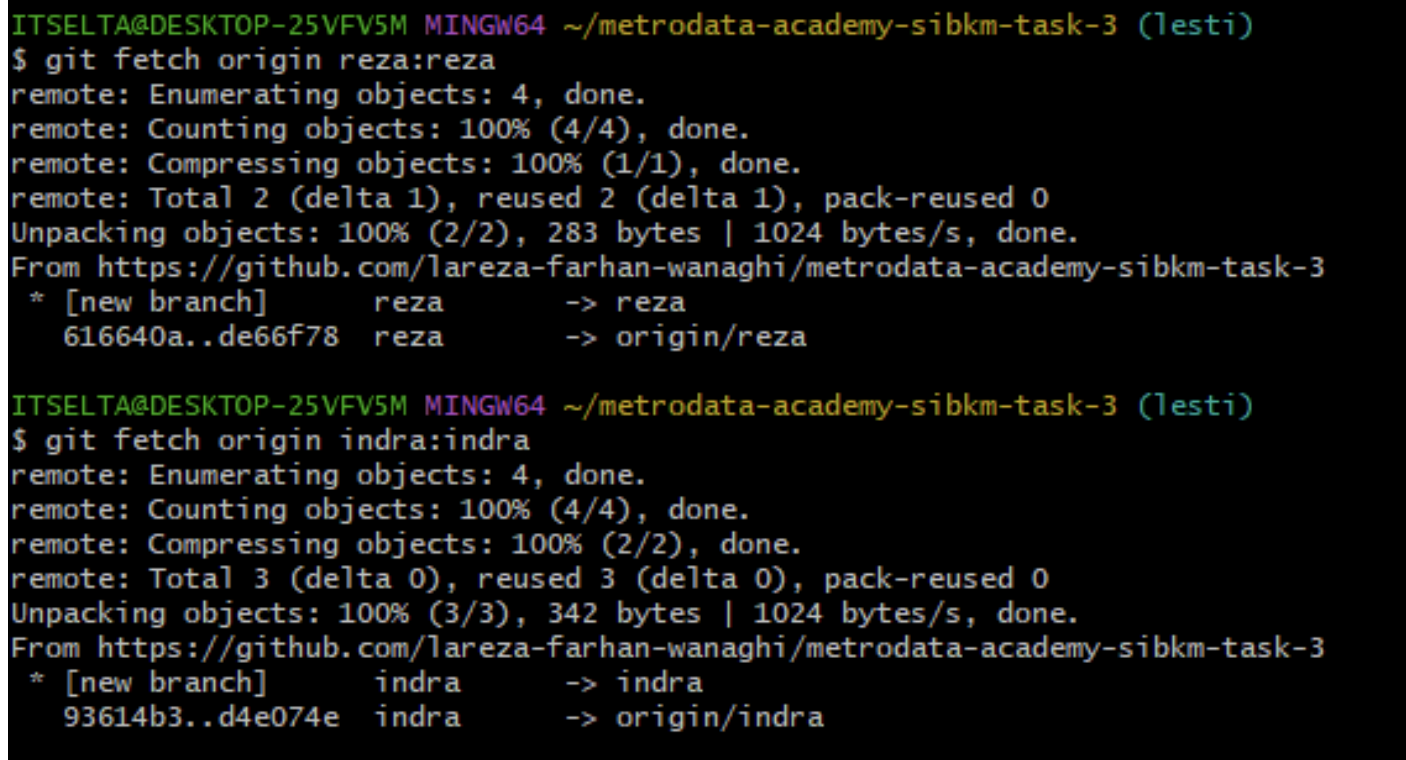 ITSELTA@DESKTOP-25VFV5M MINGW64 ~/metrodata-academy-sibkm-task-3 (lesti)
$ git fetch origin reza:reza
remote: Enumerating objects: 4, done.
remote: Counting objects: 100% (4/4), done.
remote: Compressing objects: 100% (1/1), done.
remote: Total 2 (delta 1), reused 2 (delta 1), pack-reused 0
Unpacking objects: 100% (2/2), 283 bytes | 1024 bytes/s, done.
From https://github.com/lareza-farhan-wanaghi/metrodata-academy-sibkm-task-3
 * [new branch]      reza       -> reza
   616640a..de66f78  reza       -> origin/reza
ITSELTA@DESKTOP-25VFV5M MINGW64 ~/metrodata-academy-sibkm-task-3 (lesti)
$ git fetch origin indra:indra
remote: Enumerating objects: 4, done.
remote: Counting objects: 100% (4/4), done.
remote: Compressing objects: 100% (2/2), done.
remote: Total 3 (delta 0), reused 3 (delta 0), pack-reused 0
Unpacking objects: 100% (3/3), 342 bytes | 1024 bytes/s, done.
From https://github.com/lareza-farhan-wanaghi/metrodata-academy-sibkm-task-3
 * [new branch]      indra      -> indra
   93614b3..d4e074e  indra      -> origin/indra